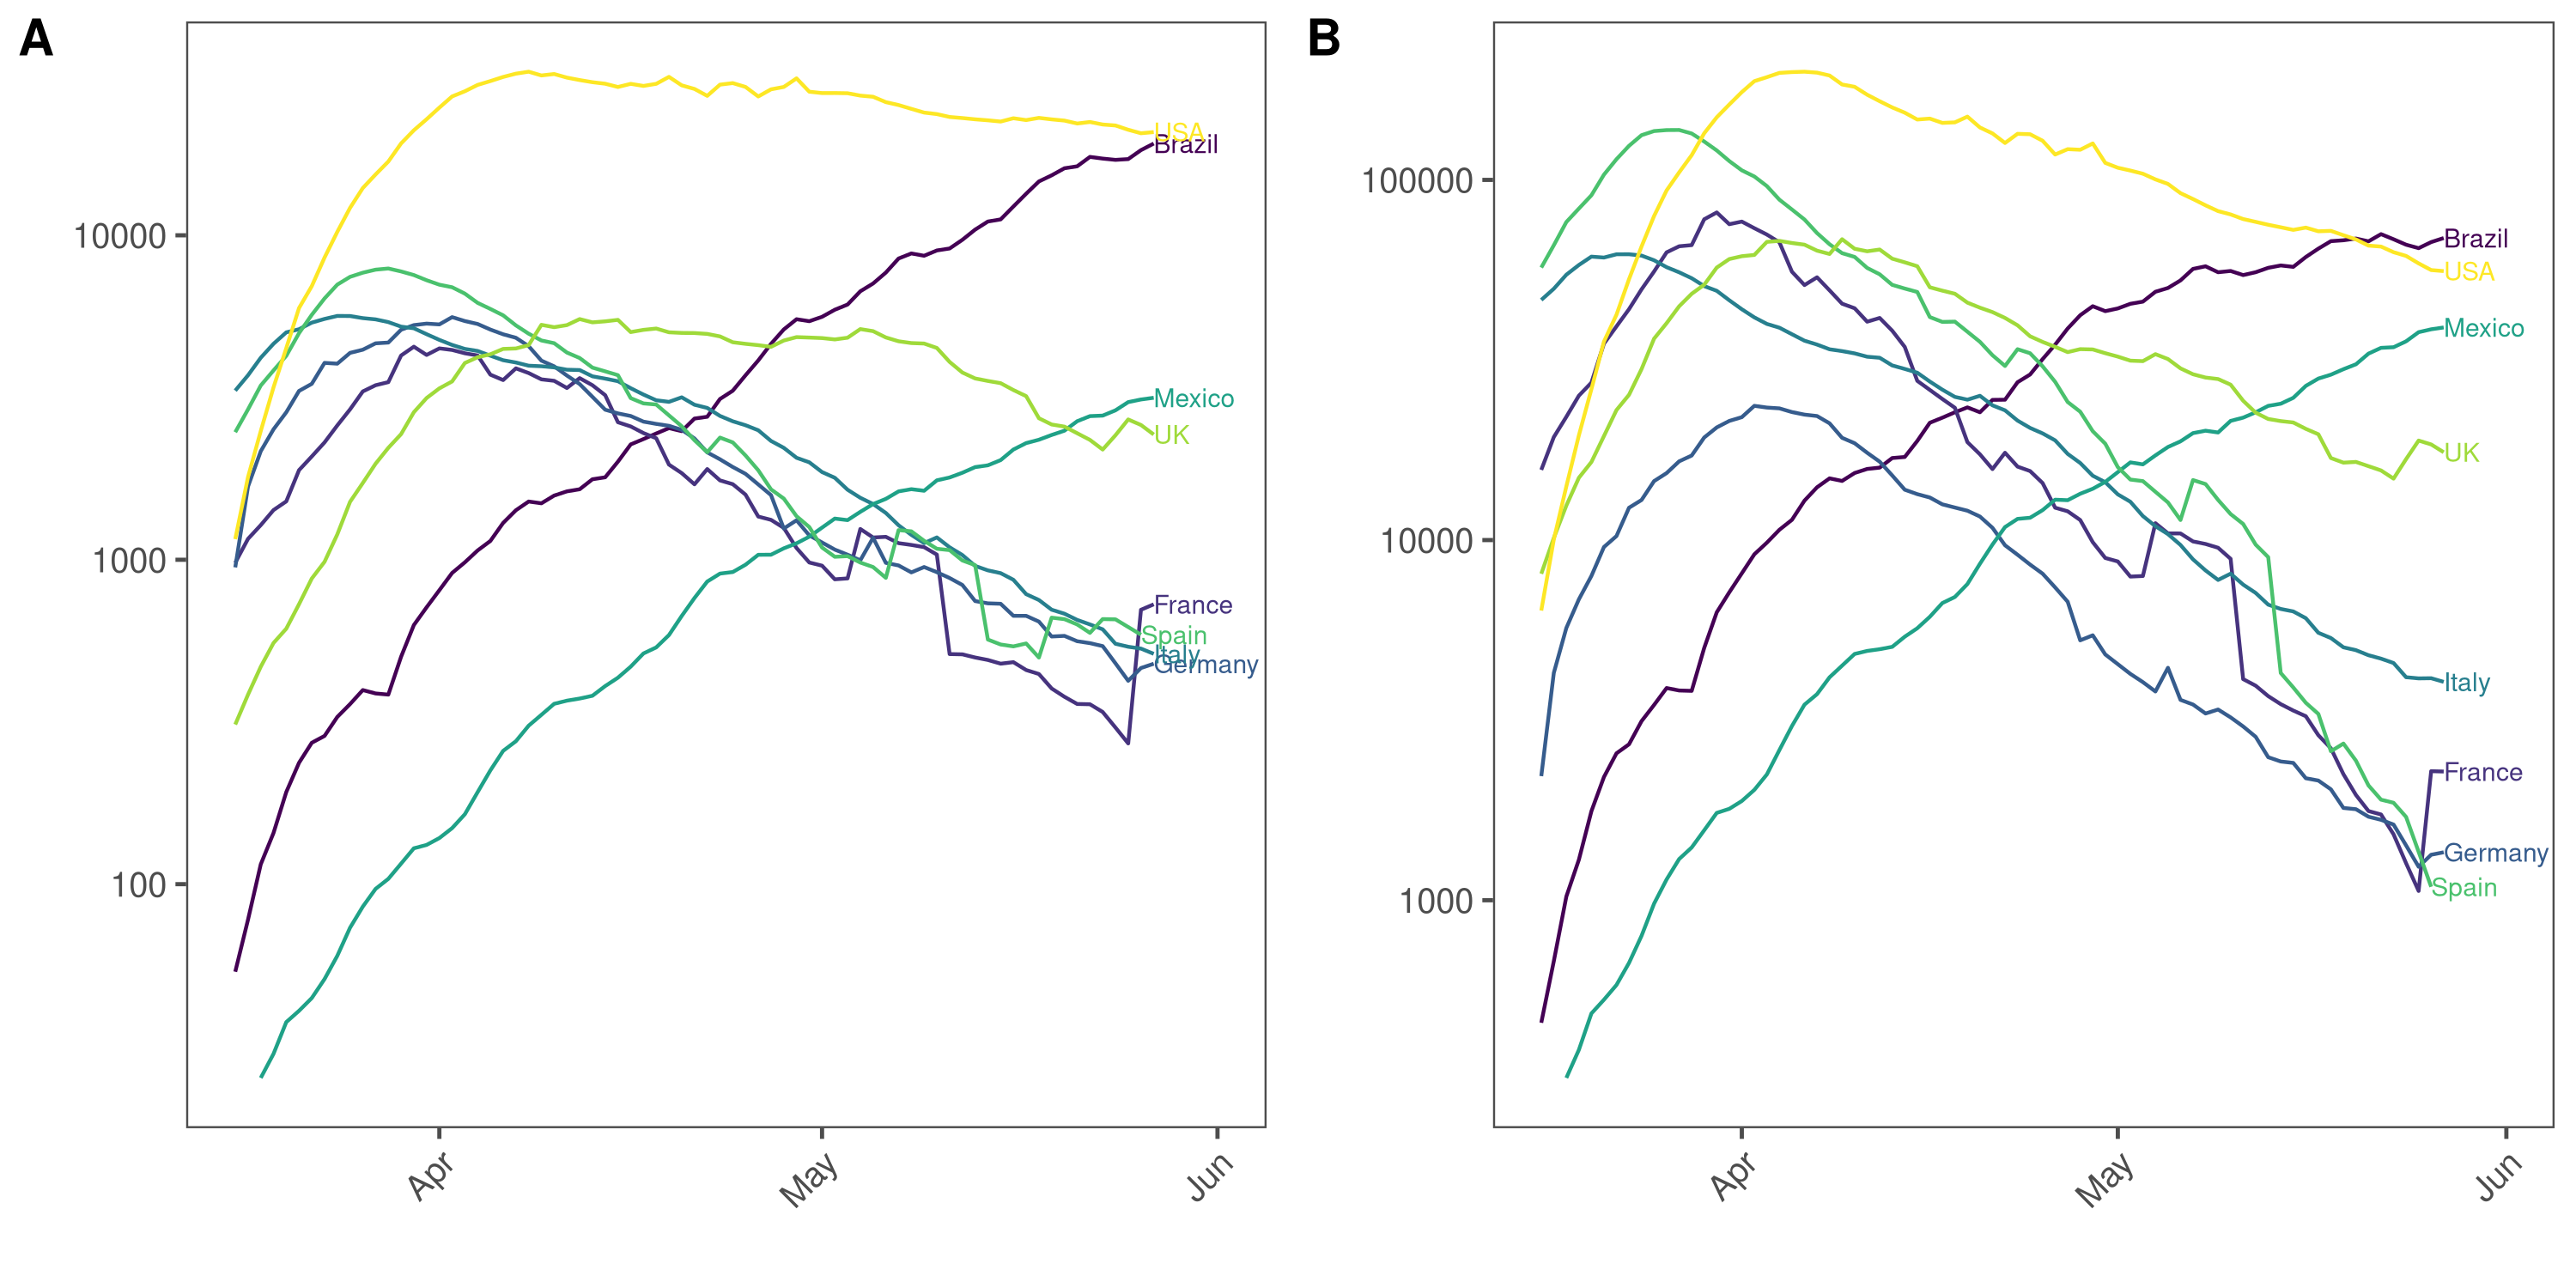 A
10000
1000
100
USA
Brazil
Mexico
UK
France
Spain
Italy
Germany
Apr
May
Jun
B
100000
10000
1000
Brazil
USA
Mexico
UK
Italy
France
Germany
Spain
Apr
May
Jun